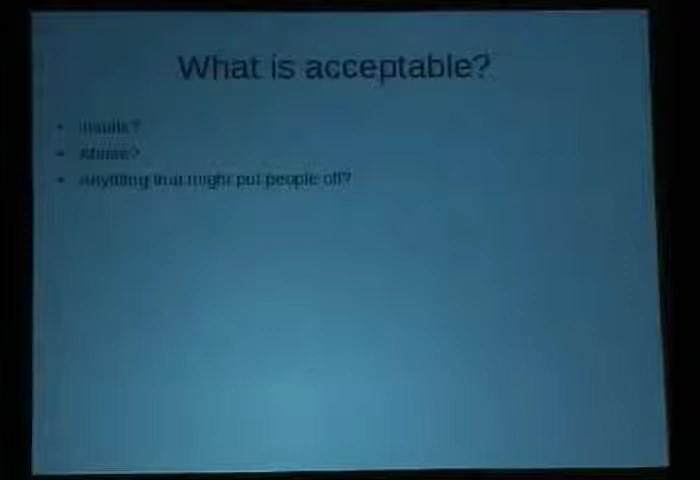 What is acceptable?
Insults?
Abuse?
Anything that might put people off?